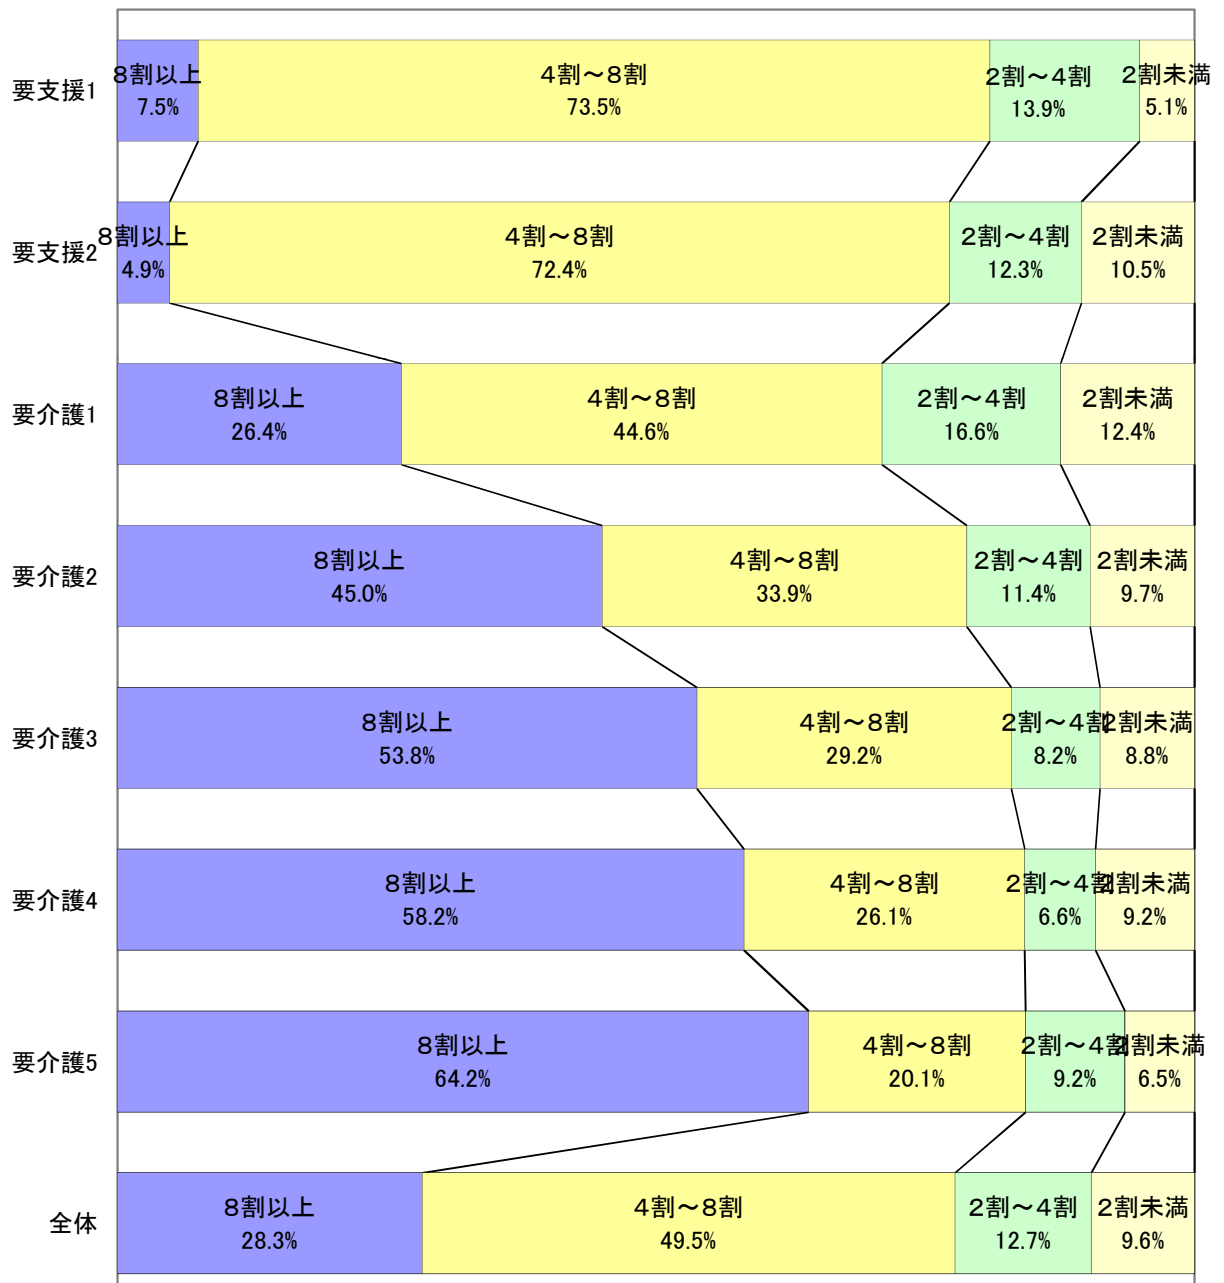 要支援1
８割以上
7.5%
４割～８割
73.5%
２割～４割
13.9%
２割未満
5.1%
要支援2
８割以上
4.9%
４割～８割
72.4%
２割～４割
12.3%
２割未満
10.5%
要介護1
８割以上
26.4%
４割～８割
44.6%
２割～４割
16.6%
２割未満
12.4%
要介護2
８割以上
45.0%
４割～８割
33.9%
２割～４割
11.4%
２割未満
9.7%
要介護3
８割以上
53.8%
４割～８割
29.2%
２割～４割
8.2%
２割未満
8.8%
要介護4
８割以上
58.2%
４割～８割
26.1%
２割～４割
6.6%
２割未満
9.2%
要介護5
８割以上
64.2%
４割～８割
20.1%
２割～４割
9.2%
２割未満
6.5%
全体
８割以上
28.3%
４割～８割
49.5%
２割～４割
12.7%
２割未満
9.6%